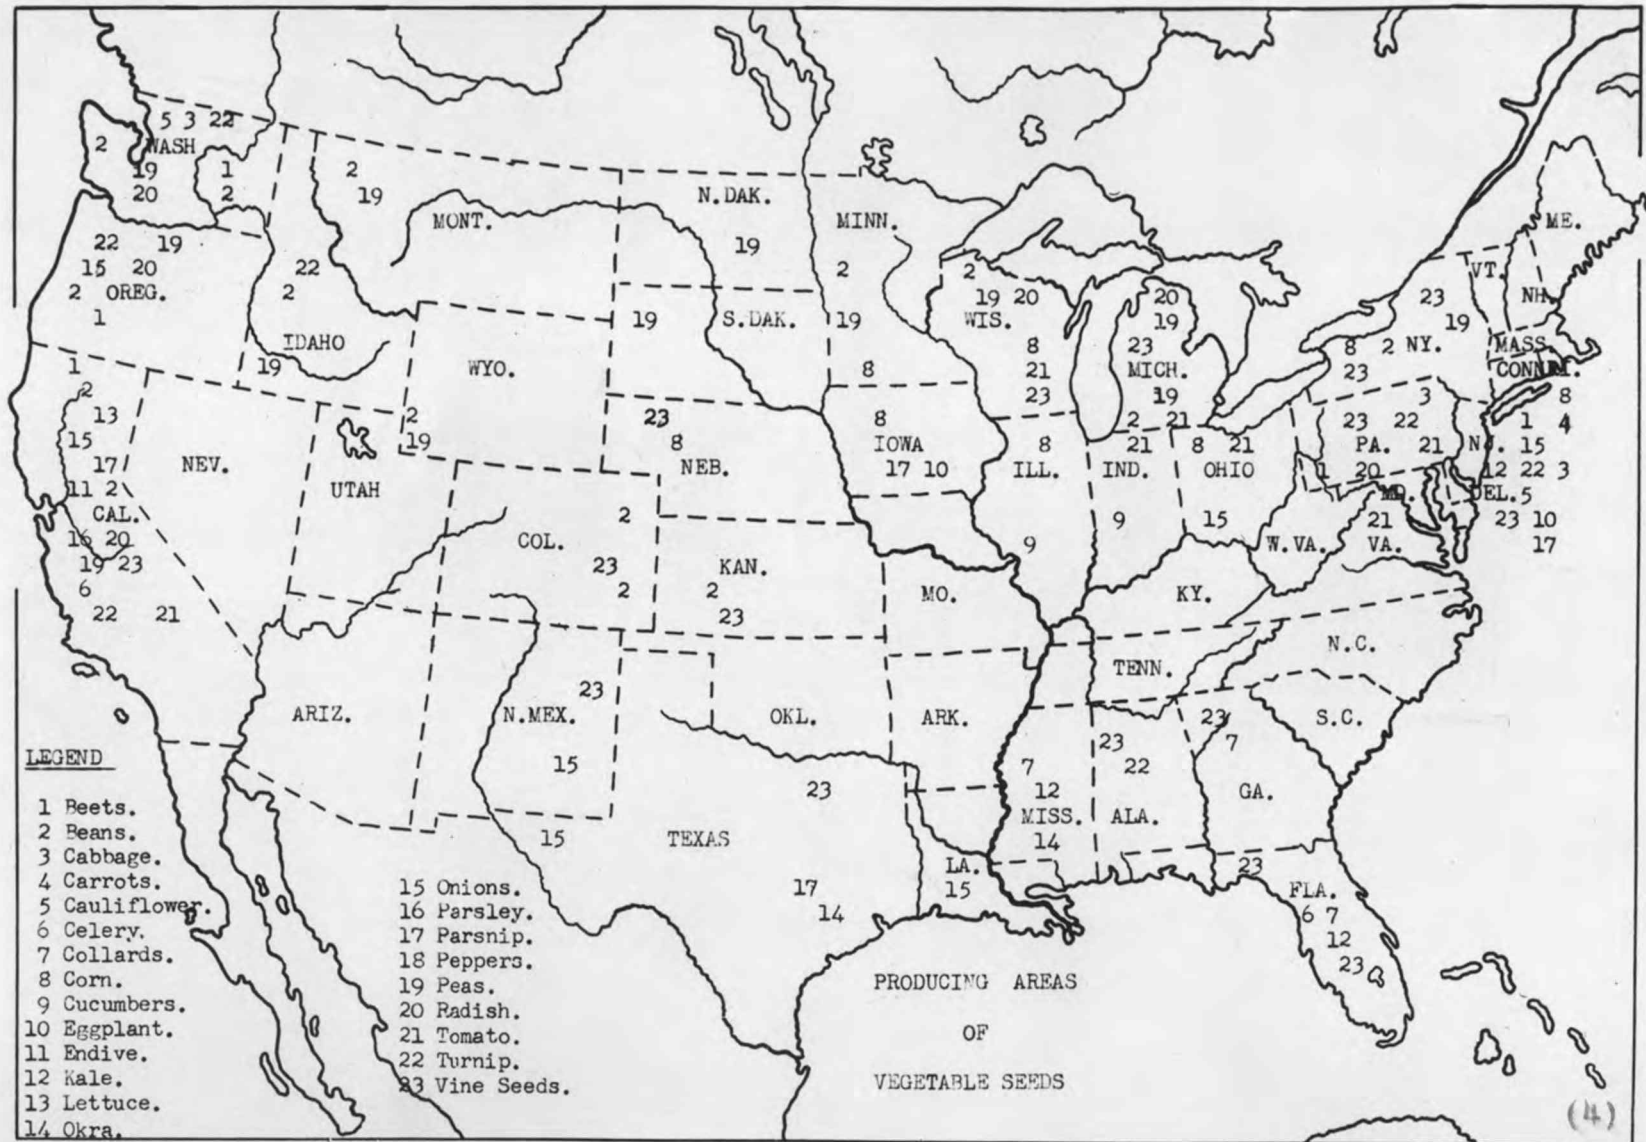 5 3 22
2 WASH
19 1
20 2
2
19
N.DAK.
MONT.
MINN.
ME.
22 19
19
15 20
22
2
2
VT.
2 OREG.
2
19 20
20
23
NH.
1
19
S.DAK.
19
WIS.
19
19
IDAHO
8
23
8 2 NY.
MASS.
1
19
WYO.
8
21
MICH.
23
CONN.
2
23
19
3
8
13
2
23
8
2 21
23 22
1 4
15
19
8
IOWA
8
21
8 21
PA. 21
N.J. 15
17
NEV.
NEB.
17 10
ILL.
IND.
OHIO
1 20
12 22 3
11 2
UTAH
MD.
DEL. 5
CAL.
2
9
15
21
23 10
16 20
COL.
9
W.VA.
VA.
17
19 23
23
KAN.
6
2
2
MO.
KY.
22 21
23
N.C.
TENN.
23
ARIZ.
N.MEX.
OKL.
ARK.
23
S.C.
23
7
15
7
22
23
12
GA.
15
TEXAS
MISS.
ALA.
14
LA.
23
17
15
FLA.
14
6 7
12
23
LEGEND
1 Beets.
2 Beans.
3 Cabbage.
4 Carrots.
5 Cauliflower.
6 Celery.
7 Collards.
8 Corn.
9 Cucumbers.
10 Eggplant.
11 Endive.
12 Kale.
13 Lettuce.
14 Okra.
15 Onions.
16 Parsley.
17 Parsnip.
18 Peppers.
19 Peas.
20 Radish.
21 Tomato.
22 Turnip.
23 Vine Seeds.
PRODUCING AREAS
OF
VEGETABLE SEEDS
(4)